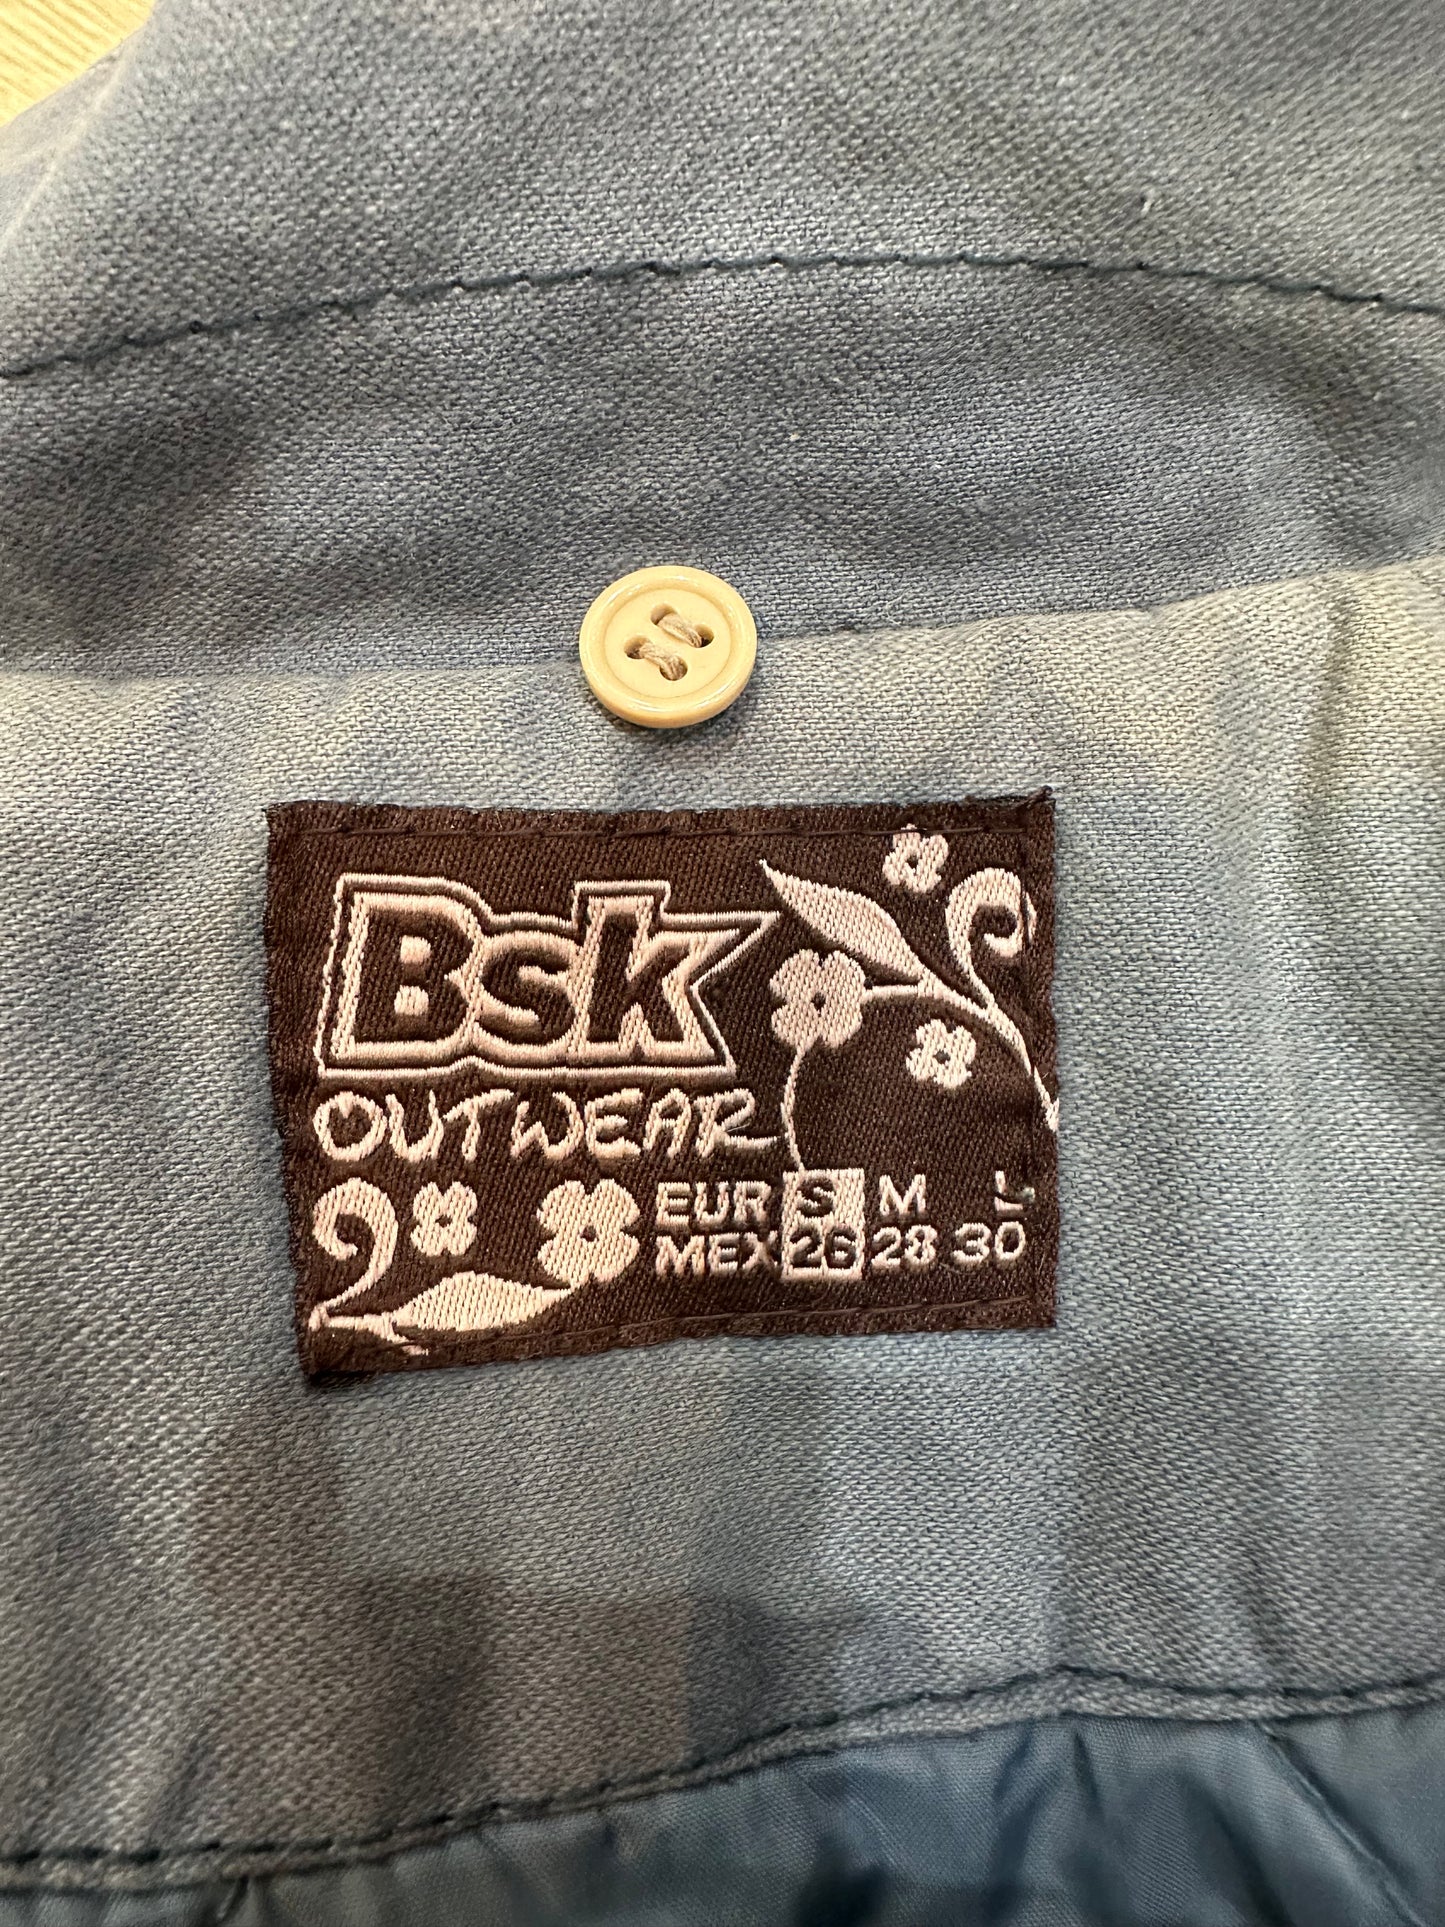 Bsk
OUTWEAR
EUR S M L
MEX 26 28 30